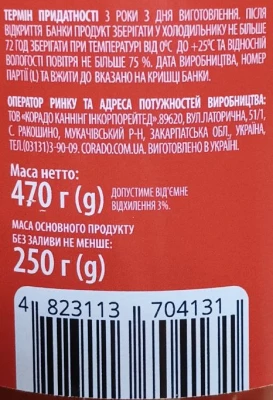 ТЕРМІН ПРИДАТНОСТІ 3 РОКИ З ДНЯ ВИГОТОВЛЕННЯ. ПІСЛЯ
ВІДКРИТТЯ БАНКИ ПРОДУКТ ЗБЕРІГАТИ У ХОЛОДИЛЬНИКУ НЕ БІЛЬШЕ
72 ГОД ЗБЕРІГАТИ ПРИ ТЕМПЕРАТУРІ ВІД 0°С ДО +25°С ТА ВІДНОСНІЙ
ВОЛОГОСТІ ПОВІТРЯ НЕ БІЛЬШЕ 75 %. ДАТА ВИРОБНИЦТВА, НОМЕР
ПАРТІЇ (L) ТА ВЖИТИ ДО ВКАЗАНО НА КРИШЦІ БАНКИ.
ОПЕРАТОР РИНКУ ТА АДРЕСА ПОТУЖНОСТЕЙ ВИРОБНИЦТВА:
ТОВ «КОРАДО КАННІНГ ІНКОРПОРЕЙТЕД».89620, ВУЛ.ЛАТОРИЧНА, 51/1,
С. РАКОШИНО, МУКАЧІВСЬКИЙ Р-Н, ЗАКАРПАТСЬКА ОБЛ., УКРАЇНА,
ТЕЛ.(03131)3-90-09. CORADO.COM.UA. ВИГОТОВЛЕНО В УКРАЇНІ.
Маса нетто:
470 г (g) ДОПУСТИМЕ ВІД'ЄМНЕ
ВІДХИЛЕННЯ 3%.
МАСА ОСНОВНОГО ПРОДУКТУ
БЕЗ ЗАЛИВИ НЕ МЕНШЕ:
250 г (g)
4 823113 704131